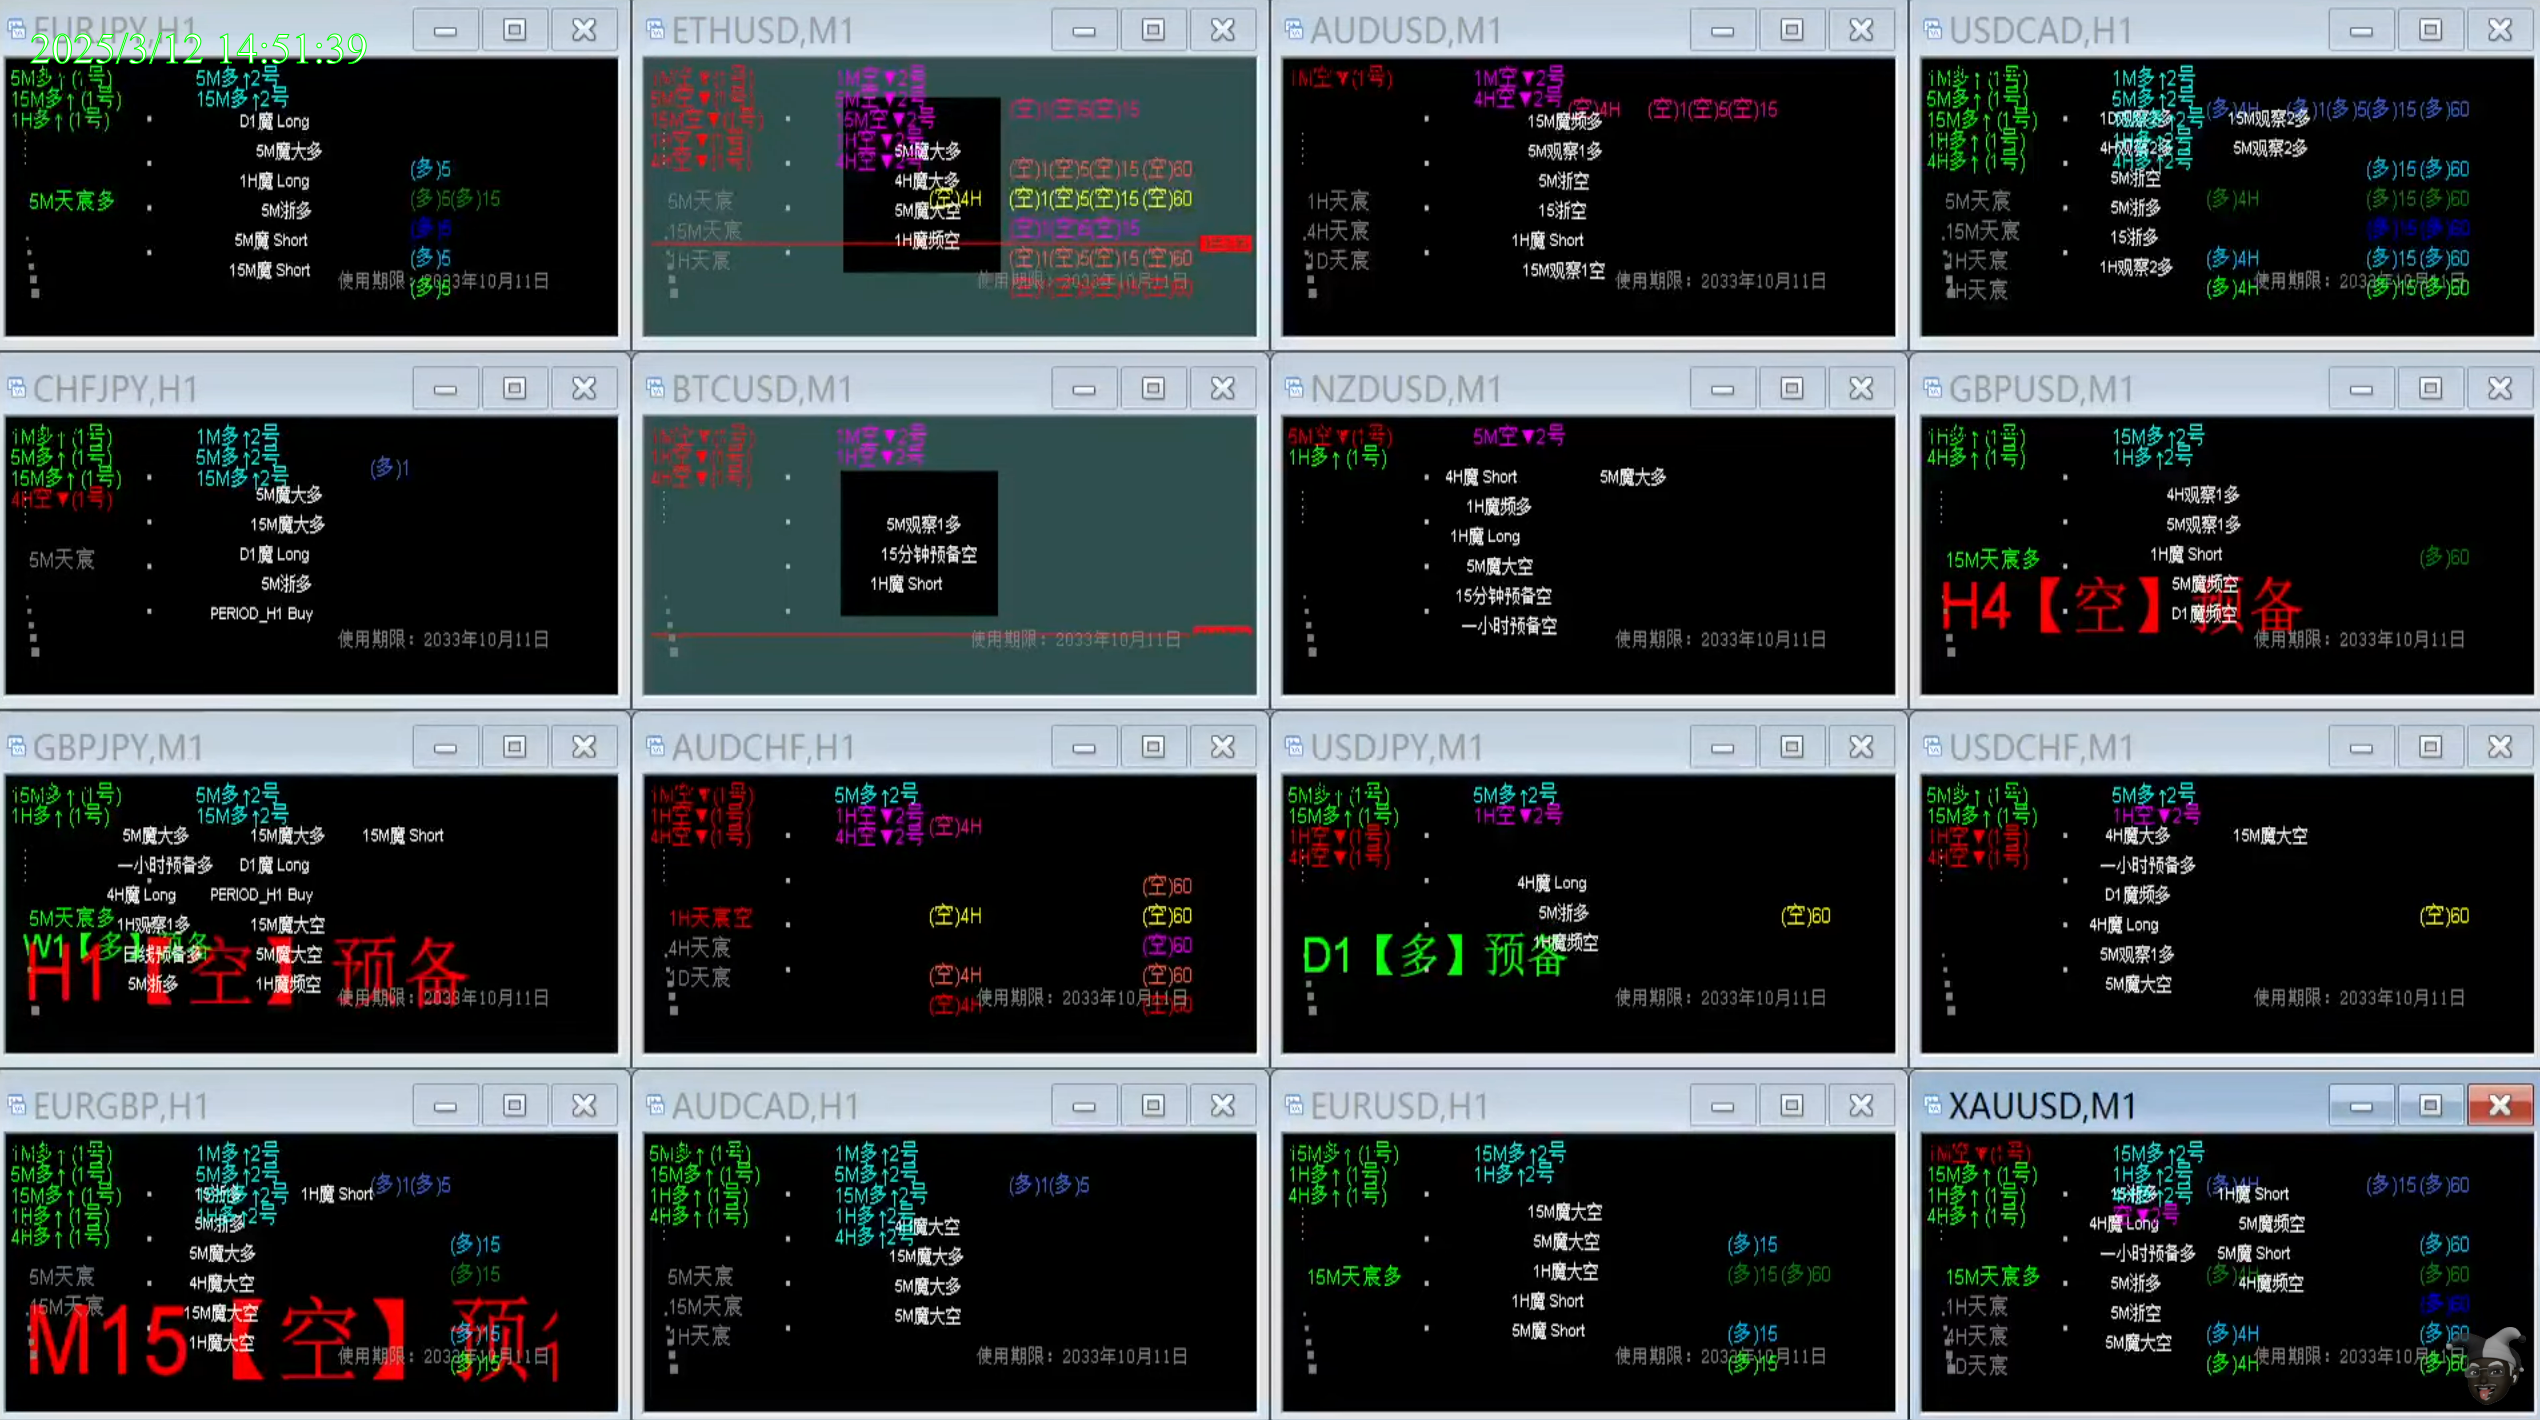 EURJPY,H1
2025/3/12 14:51:39
5M多↑(1号)
15M多↑(1号)
1H多↑(1号)
5M多↑2号
15M多↑2号
D1魔 Long
5M魔大多
1H魔 Long
5M浙多
5M魔 Short
15M魔 Short
5M天宸多
(多)5
(多)5(多)15
(多)5
(多)5
(多)5
使用期限：2033年10月11日
ETHUSD,M1
1M空▼(1号)
5M空▼(1号)
15M空▼(1号)
1H空▼(1号)
4H空▼(1号)
1M空▼2号
5M空▼2号
15M空▼2号
1H空▼2号
4H空▼2号
5M魔大多
4H魔大多
5M魔大空
1H魔频空
5M天宸
15M天宸
1H天宸
(空)1(空)5(空)15
(空)1(空)5(空)15(空)60
(空)4H (空)1(空)5(空)15(空)60
(空)1(空)5(空)15
(空)1(空)5(空)15(空)60
AUDUSD,M1
1M空▼(1号)
1M空▼2号
4H空▼2号
(空)4H (空)1(空)5(空)15
15M魔频多
5M观察1多
5M浙空
15浙空
1H魔 Short
15M观察1空
1H天宸
4H天宸
1D天宸
使用期限：2033年10月11日
USDCAD,H1
1M多↑(1号)
5M多↑(1号)
15M多↑(1号)
1H多↑(1号)
4H多↑(1号)
1M多↑2号
5M多↑2号
4H多↑2号
1D观察2多
15M观察2多
4H观察2多
5M观察2多
5M浙空
5M浙多
15浙多
1H观察2多
(多)4H (多)1(多)5(多)15(多)60
(多)15(多)60
(多)4H (多)15(多)60
(多)15(多)60
(多)4H (多)15(多)60
(多)4H (多)15(多)60
5M天宸
15M天宸
1H天宸
4H天宸
CHFJPY,H1
1M多↑(1号)
5M多↑(1号)
15M多↑(1号)
4H空▼(1号)
1M多↑2号
5M多↑2号
15M多↑2号
(多)1
5M魔大多
15M魔大多
D1魔 Long
5M浙多
PERIOD_H1 Buy
5M天宸
使用期限：2033年10月11日
BTCUSD,M1
1M空▼(1号)
1H空▼(1号)
4H空▼(1号)
1M空▼2号
1H空▼2号
5M观察1多
15分钟预备空
1H魔 Short
使用期限：2033年10月11日
NZDUSD,M1
5M空▼(1号)
1H多↑(1号)
5M空▼2号
4H魔 Short
5M魔大多
1H魔频多
1H魔 Long
5M魔大空
15分钟预备空
一小时预备空
使用期限：2033年10月11日
GBPUSD,M1
1H多↑(1号)
4H多↑(1号)
15M多↑2号
1H多↑2号
4H观察1多
5M观察1多
1H魔 Short
5M魔频空
D1魔频空
15M天宸多
(多)60
H4【空】预备
使用期限：2033年10月11日
GBPJPY,M1
15M多↑(1号)
1H多↑(1号)
5M多↑2号
15M多↑2号
5M魔大多
15M魔大多
15M魔 Short
一小时预备多
D1魔 Long
4H魔 Long
PERIOD_H1 Buy
1H观察1多
15M魔大空
日线预备多
5M魔大空
5M浙多
1H魔频空
5M天宸多
W1【多】预备
H1【空】预备
使用期限：2033年10月11日
AUDCHF,H1
1M空▼(1号)
1H空▼(1号)
4H空▼(1号)
5M多↑2号
1H空▼2号
4H空▼2号
(空)4H
(空)60
(空)4H (空)60
(空)60
(空)4H (空)60
(空)4H (空)60
1H天宸空
4H天宸
1D天宸
使用期限：2033年10月11日
USDJPY,M1
5M多↑(1号)
15M多↑(1号)
1H空▼(1号)
4H空▼(1号)
5M多↑2号
1H空▼2号
4H魔 Long
5M浙多
1H魔频空
(空)60
D1【多】预备
使用期限：2033年10月11日
USDCHF,M1
5M多↑(1号)
15M多↑(1号)
1H空▼(1号)
4H空▼(1号)
5M多↑2号
1H空▼2号
4H魔大多
15M魔大空
一小时预备多
D1魔频多
4H魔 Long
5M观察1多
5M魔大空
(空)60
使用期限：2033年10月11日
EURGBP,H1
1M多↑(1号)
5M多↑(1号)
15M多↑(1号)
1H多↑(1号)
4H多↑(1号)
1M多↑2号
5M多↑2号
15M多↑2号
1H多↑2号
1H魔 Short
(多)1(多)5
5M浙多
5M魔大多
4H魔大空
15M魔大空
1H魔大空
5M天宸
15M天宸
(多)15
(多)15
(多)15
(多)15
M15【空】预
AUDCAD,H1
5M多↑(1号)
15M多↑(1号)
1H多↑(1号)
4H多↑(1号)
1M多↑2号
5M多↑2号
15M多↑2号
1H多↑2号
4H多↑2号
(多)1(多)5
4H魔大空
15M魔大多
5M魔大多
5M魔大空
5M天宸
15M天宸
1H天宸
使用期限：2033年10月11日
EURUSD,H1
15M多↑(1号)
1H多↑(1号)
4H多↑(1号)
15M多↑2号
1H多↑2号
15M魔大空
5M魔大空
1H魔大空
1H魔 Short
5M魔 Short
15M天宸多
(多)15
(多)15(多)60
(多)15
(多)15
使用期限：2033年10月11日
XAUUSD,M1
1M空▼(1号)
15M多↑(1号)
1H多↑(1号)
4H多↑(1号)
15M多↑2号
1H多↑2号
(多)4H (多)15(多)60
1H魔 Short
4H魔 Long
5M魔频空
一小时预备多
5M魔 Short
5M浙多
4H魔频空
5M浙空
5M魔大空
15M天宸多
1H天宸
4H天宸
1D天宸
(多)60
(多)60
(多)60
(多)4H (多)60
(多)4H (多)60